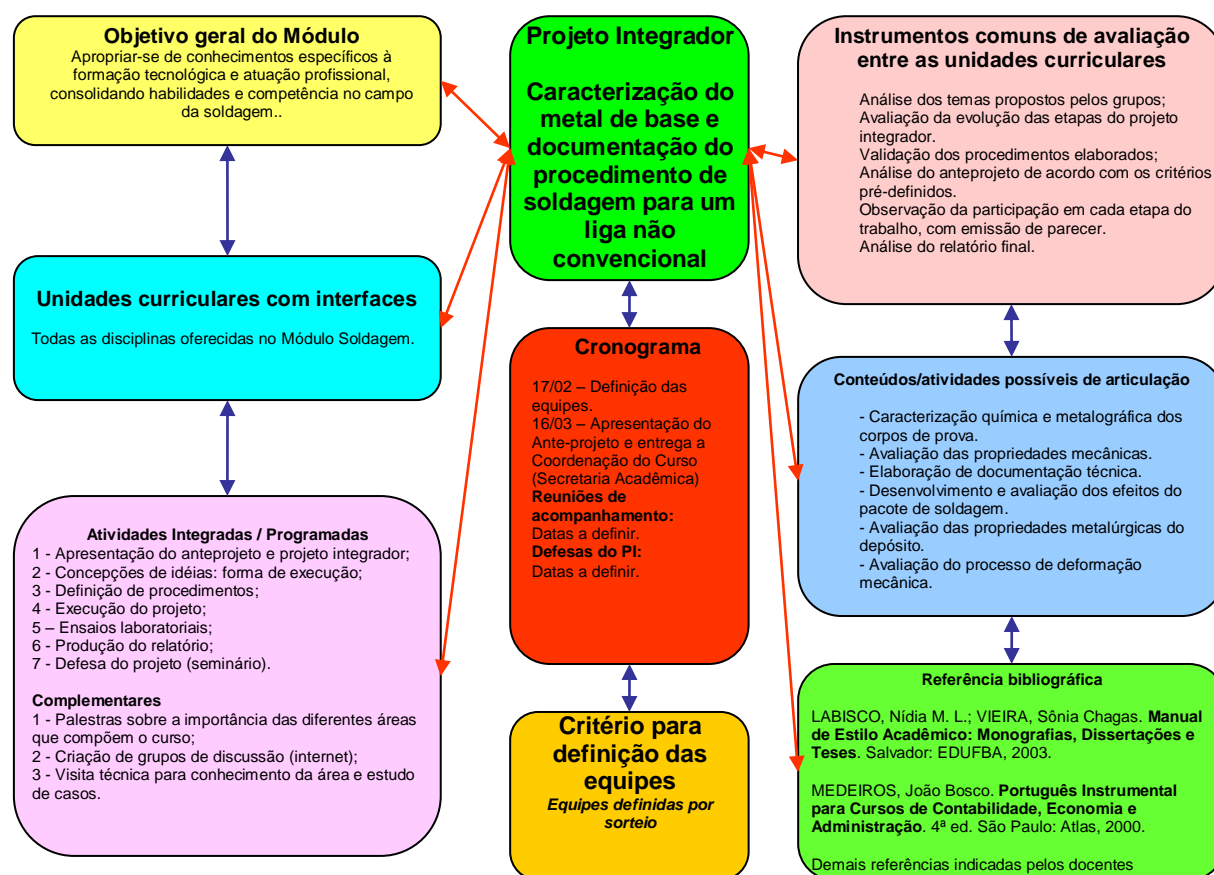 Objetivo geral do Módulo
Apropriar-se de conhecimentos específicos à
formação tecnológica e atuação profissional,
consolidando habilidades e competência no campo
da soldagem..
Unidades curriculares com interfaces
Todas as disciplinas oferecidas no Módulo Soldagem.
Atividades Integradas / Programadas
1 - Apresentação do anteprojeto e projeto integrador;
2 - Concepções de idéias: forma de execução;
3 - Definição de procedimentos;
4 - Execução do projeto;
5 – Ensaios laboratoriais;
6 - Produção do relatório;
7 - Defesa do projeto (seminário).
Complementares
1 - Palestras sobre a importância das diferentes áreas
que compõem o curso;
2 - Criação de grupos de discussão (internet);
3 - Visita técnica para conhecimento da área e estudo
de casos.
Projeto Integrador
Caracterização do
metal de base e
documentação do
procedimento de
soldagem para um
liga não
convencional
Cronograma
17/02 – Definição das
equipes.
16/03 – Apresentação do
Ante-projeto e entrega a
Coordenação do Curso
(Secretaria Acadêmica)
Reuniões de
acompanhamento:
Datas a definir.
Defesas do PI:
Datas a definir.
Critério para
definição das
equipes
Equipes definidas por
sorteio
Instrumentos comuns de avaliação
entre as unidades curriculares
Análise dos temas propostos pelos grupos;
Avaliação da evolução das etapas do projeto
integrador.
Validação dos procedimentos elaborados;
Análise do anteprojeto de acordo com os critérios
pré-definidos.
Observação da participação em cada etapa do
trabalho, com emissão de parecer.
Análise do relatório final.
Conteúdos/atividades possíveis de articulação
- Caracterização química e metalográfica dos
corpos de prova.
- Avaliação das propriedades mecânicas.
- Elaboração de documentação técnica.
- Desenvolvimento e avaliação dos efeitos do
pacote de soldagem.
- Avaliação das propriedades metalúrgicas do
depósito.
- Avaliação do processo de deformação
mecânica.
Referência bibliográfica
LABISCO, Nídia M. L.; VIEIRA, Sônia Chagas. Manual
de Estilo Acadêmico: Monografias, Dissertações e
Teses. Salvador: EDUFBA, 2003.
MEDEIROS, João Bosco. Português Instrumental
para Cursos de Contabilidade, Economia e
Administração. 4ª ed. São Paulo: Atlas, 2000.
Demais referências indicadas pelos docentes